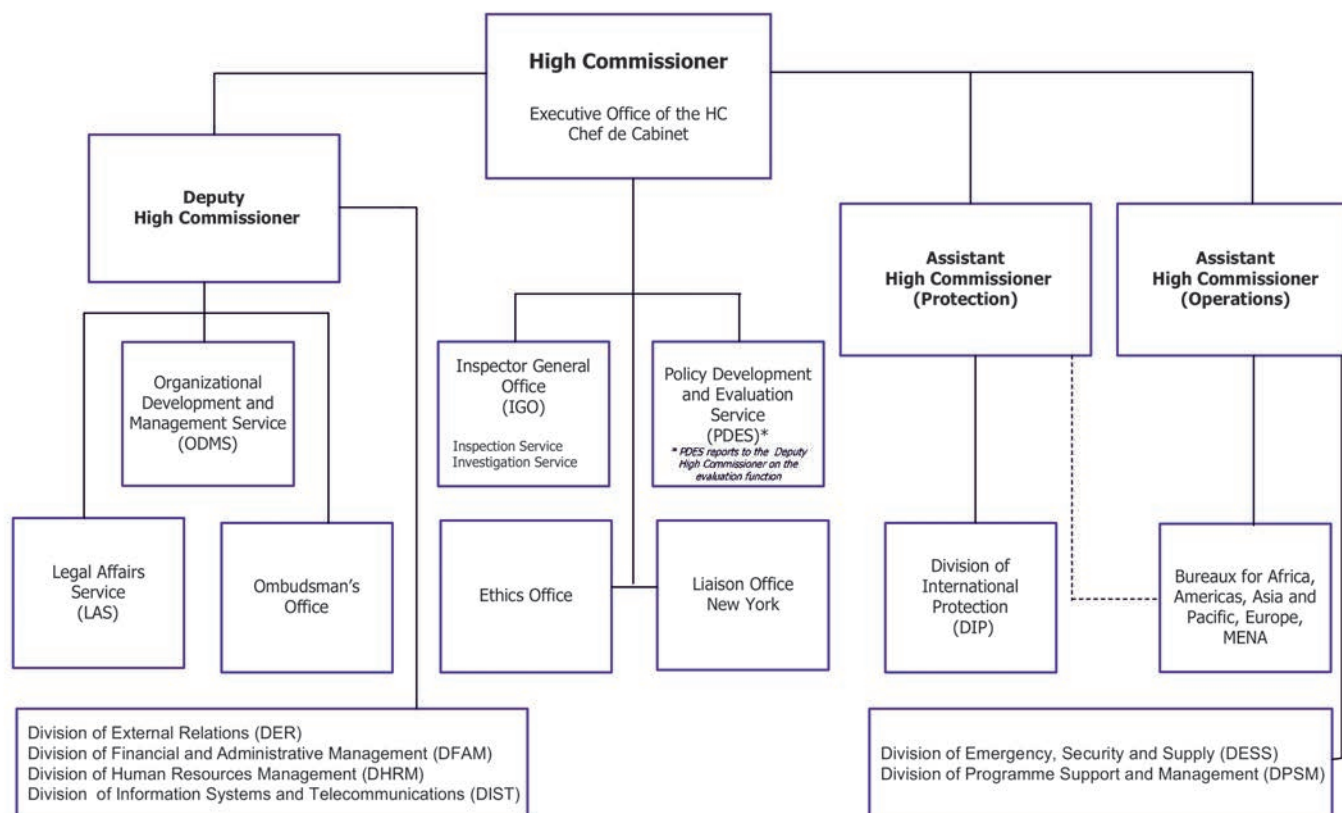 High Commissioner
Executive Office of the HC
Chef de Cabinet
Deputy
High Commissioner
Assistant
High Commissioner
(Protection)
Assistant
High Commissioner
(Operations)
Organizational
Development and
Management Service
(ODMS)
Inspector General
Office
(IGO)
Inspection Service
Investigation Service
Policy Development
and Evaluation
Service
(PDES)*
* PDES reports to the Deputy
High Commissioner on the
evaluation function
Legal Affairs
Service
(LAS)
Ombudsman's
Office
Ethics Office
Liaison Office
New York
Division of
International
Protection
(DIP)
Bureaux for Africa,
Americas, Asia and
Pacific, Europe,
MENA
Division of External Relations (DER)
Division of Financial and Administrative Management (DFAM)
Division of Human Resources Management (DHRM)
Division of Information Systems and Telecommunications (DIST)
Division of Emergency, Security and Supply (DESS)
Division of Programme Support and Management (DPSM)